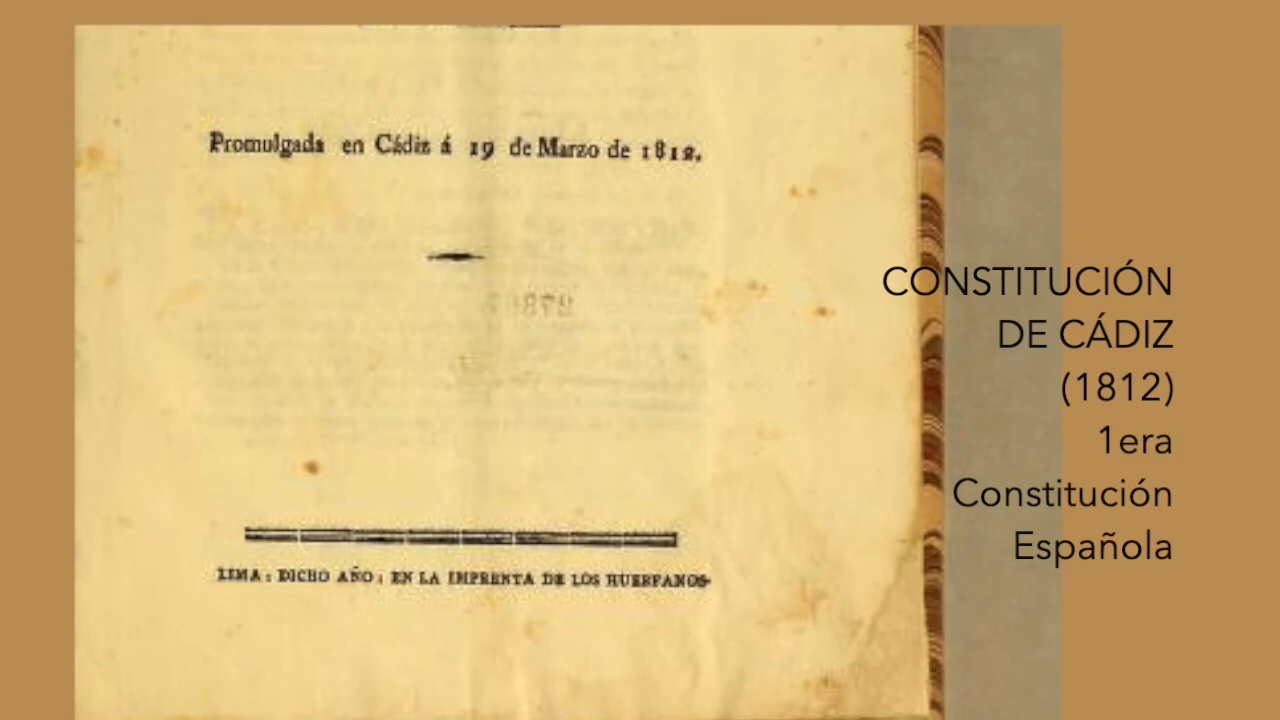 Promulgada en Cádiz á 19 de Marzo de 1812.
LIMA: DICHO AÑO: EN LA IMPRENTA DE LOS HUERFANOS
CONSTITUCIÓN
DE CÁDIZ
(1812)
1era
Constitución
Española